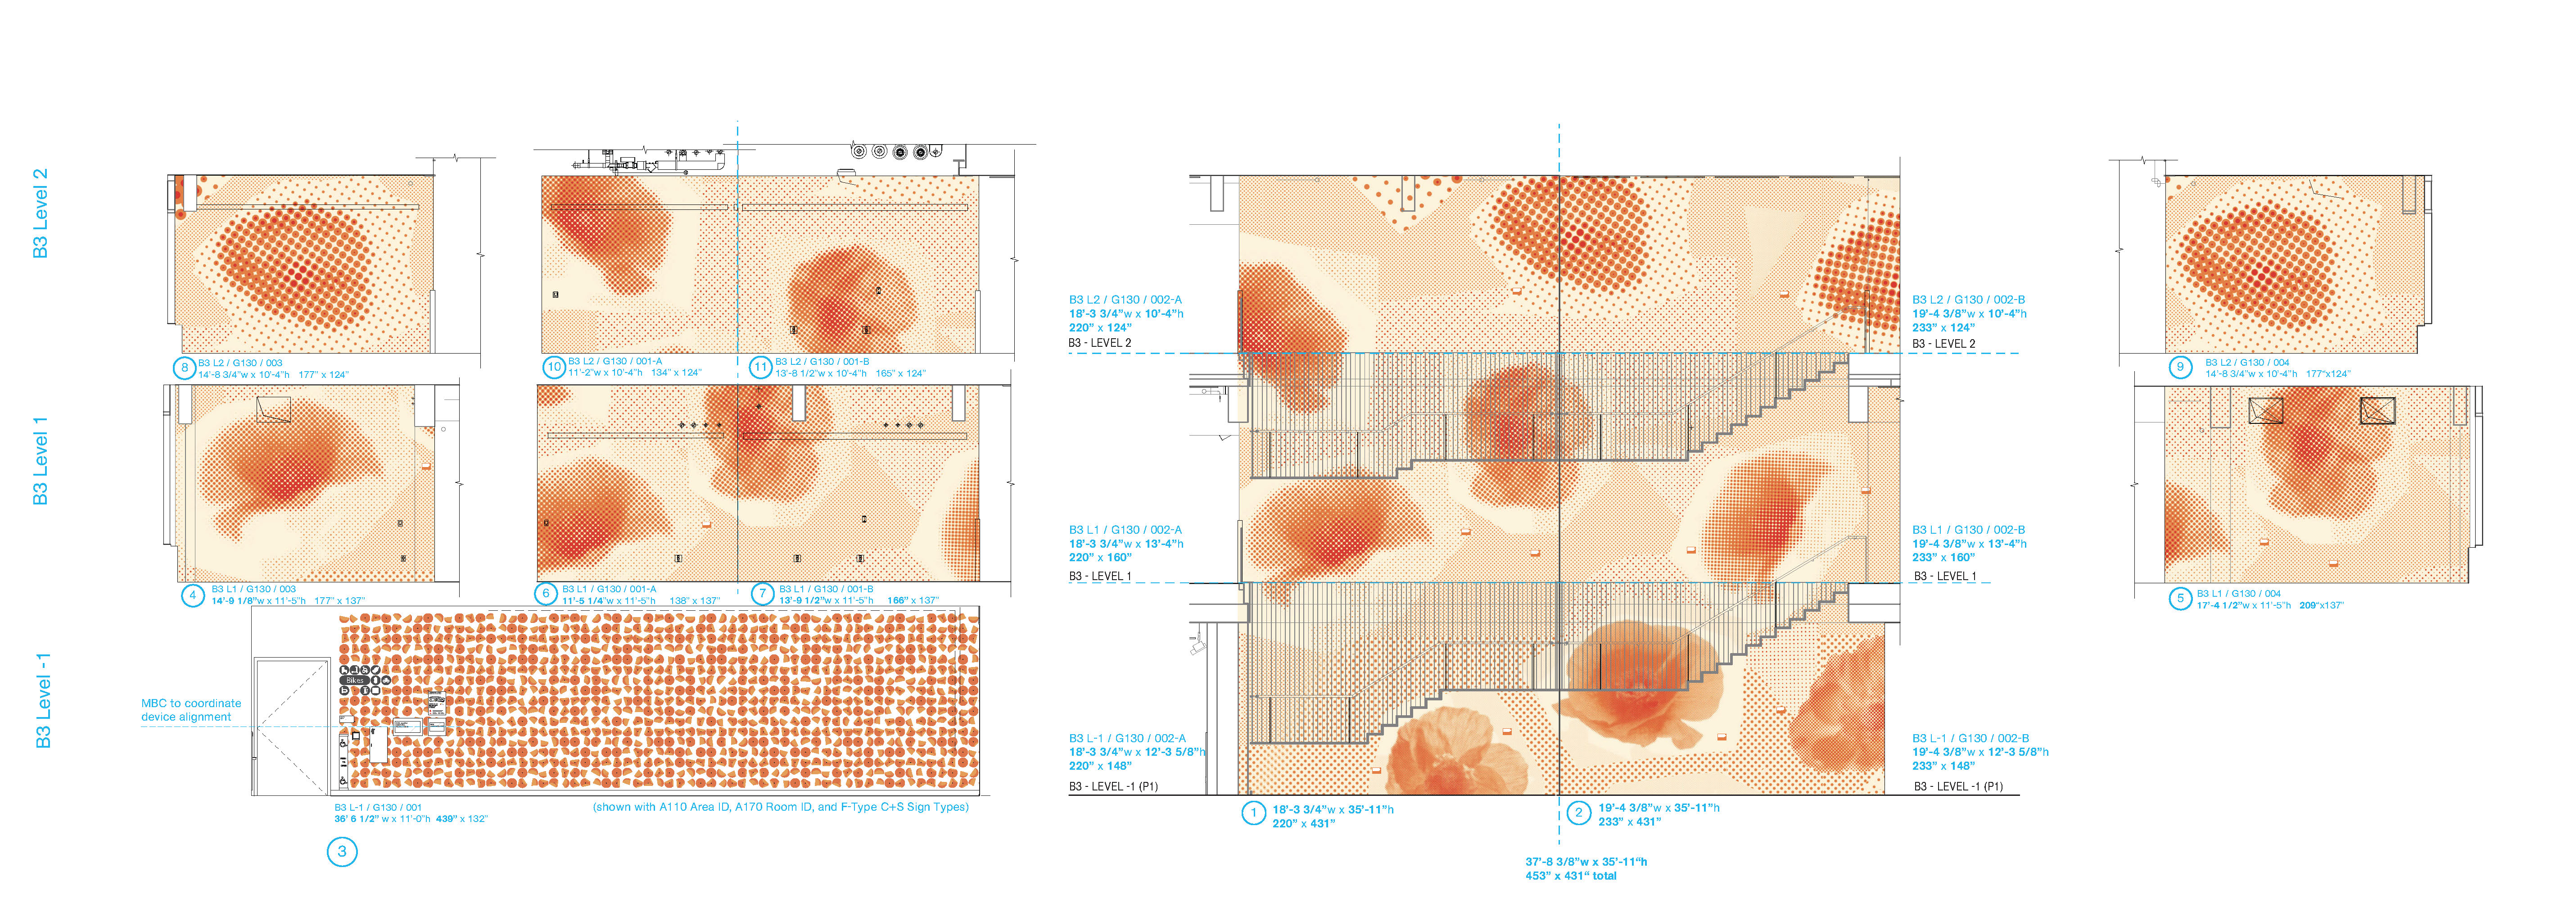 B3 Level 2
8
B3 L2 / G130 / 003
14'-8 3/4"w x 10'-4"h 177" x 124"
10
B3 L2 / G130 / 001-A
11'-2"w x 10'-4"h 134" x 124"
11
B3 L2 / G130 / 001-B
13'-8 1/2"w x 10'-4"h 165" x 124"
B3 L2 / G130 / 002-A
18'-3 3/4"w x 10'-4"h
220" x 124"
B3 - LEVEL 2
B3 L2 / G130 / 002-B
19'-4 3/8"w x 10'-4"h
233" x 124"
B3 - LEVEL 2
9
B3 L2 / G130 / 004
14'-8 3/4"w x 10'-4"h 177"x124"
B3 Level 1
4
B3 L1 / G130 / 003
14'-9 1/8"w x 11'-5"h 177" x 137"
6
B3 L1 / G130 / 001-A
11'-5 1/4"w x 11'-5"h 138" x 137"
7
B3 L1 / G130 / 001-B
13'-9 1/2"w x 11'-5"h 166" x 137"
B3 L1 / G130 / 002-A
18'-3 3/4"w x 13'-4"h
220" x 160"
B3 - LEVEL 1
B3 L1 / G130 / 002-B
19'-4 3/8"w x 13'-4"h
233" x 160"
B3 - LEVEL 1
5
B3 L1 / G130 / 004
17'-4 1/2"w x 11'-5"h 209"x137"
B3 Level -1
MBC to coordinate
device alignment
Bikes
B3 L-1 / G130 / 001
36' 6 1/2" w x 11'-0"h 439" x 132"
(shown with A110 Area ID, A170 Room ID, and F-Type C+S Sign Types)
3
B3 L-1 / G130 / 002-A
18'-3 3/4"w x 12'-3 5/8"h
220" x 148"
B3 - LEVEL -1 (P1)
B3 L-1 / G130 / 002-B
19'-4 3/8"w x 12'-3 5/8"h
233" x 148"
B3 - LEVEL -1 (P1)
1
18'-3 3/4"w x 35'-11"h
220" x 431"
2
19'-4 3/8"w x 35'-11"h
233" x 431"
37'-8 3/8"w x 35'-11"h
453" x 431" total